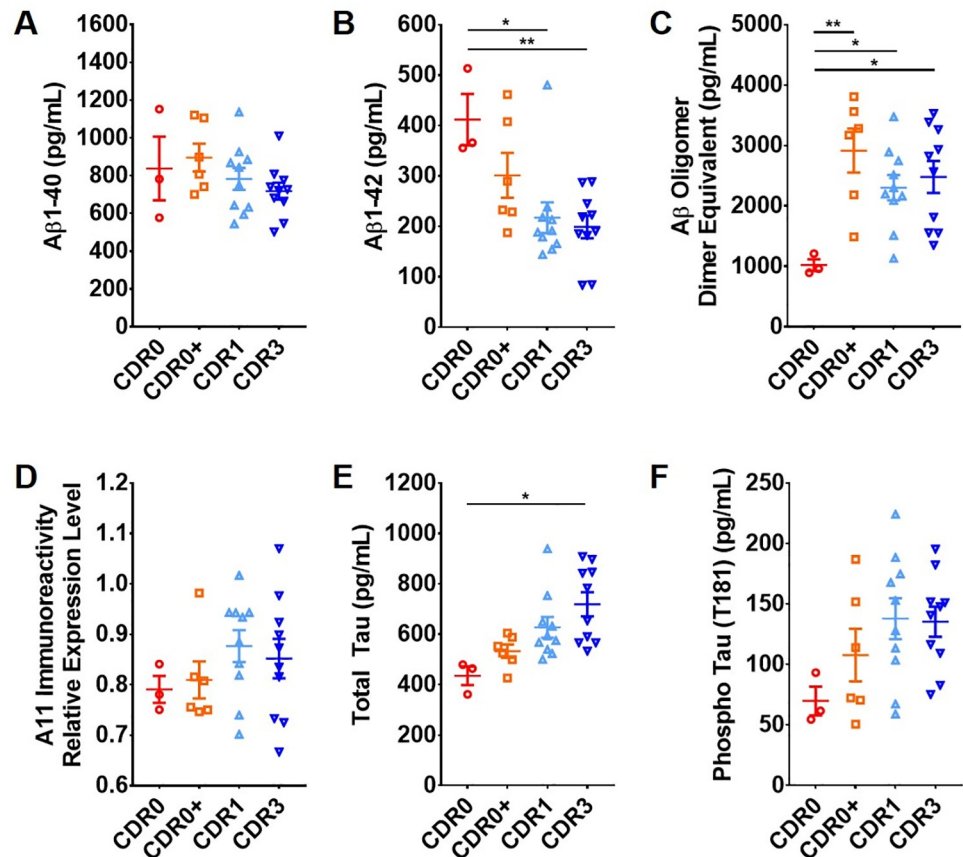 A
Aβ1-40 (pg/mL)
1600
1400
1200
1000
800
600
400
200
0
CDR0
CDR0+
CDR1
CDR3
B
Aβ1-42 (pg/mL)
600
500
400
300
200
100
0
*
**
CDR0
CDR0+
CDR1
CDR3
C
Aβ Oligomer
Dimer Equivalent (pg/mL)
5000
4000
3000
2000
1000
0
**
*
*
CDR0
CDR0+
CDR1
CDR3
D
A11 Immunoreactivity
Relative Expression Level
1.2
1.1
1.0
0.9
0.8
0.7
0.6
CDR0
CDR0+
CDR1
CDR3
E
Total Tau (pg/mL)
1200
1000
800
600
400
200
0
*
CDR0
CDR0+
CDR1
CDR3
F
Phospho Tau (T181) (pg/mL)
250
200
150
100
50
0
CDR0
CDR0+
CDR1
CDR3